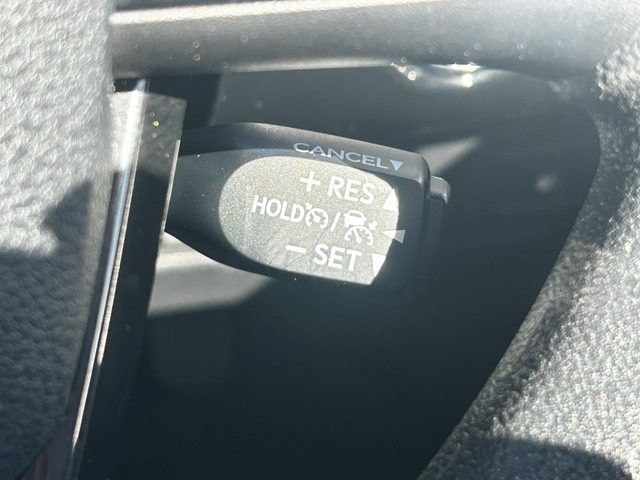 CANCEL▼
+ RES▲
HOLD /
− SET▼